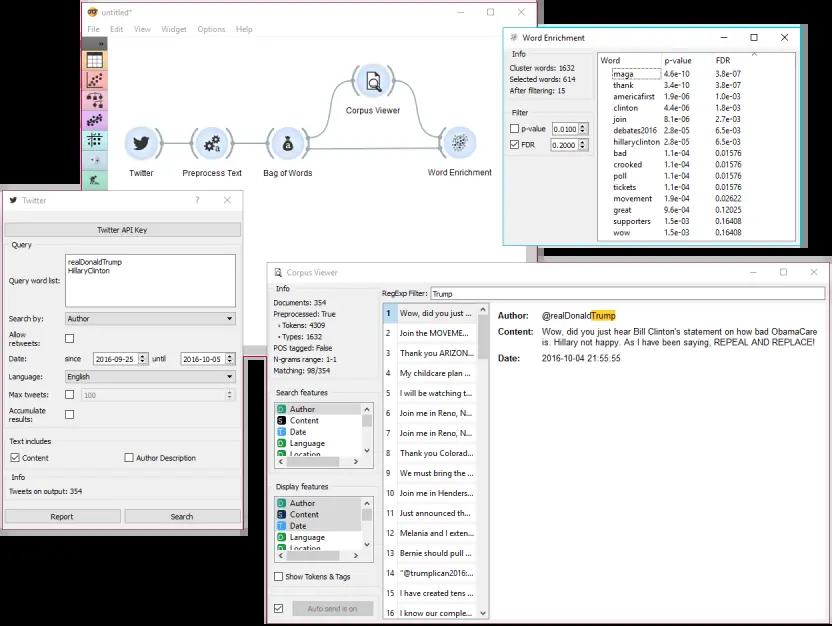 untitled*
File Edit View Widget Options Help
Corpus Viewer
Twitter
Preprocess Text
Bag of Words
Word Enrichment
Word Enrichment
Info
Cluster words: 1632
Selected words: 614
After filtering: 15
Filter
p-value 0.0100
FDR 0.2000
Word p-value FDR
maga 4.6e-10 3.8e-07
thank 3.4e-10 3.8e-07
americafirst 1.9e-06 1.0e-03
clinton 4.4e-06 1.8e-03
join 8.1e-06 2.7e-03
debates2016 2.8e-05 6.5e-03
hillaryclinton 2.8e-05 6.5e-03
bad 1.1e-04 0.01576
crooked 1.1e-04 0.01576
poll 1.1e-04 0.01576
tickets 1.1e-04 0.01576
movement 1.9e-04 0.02622
great 9.6e-04 0.12025
supporters 1.5e-03 0.16408
wow 1.5e-03 0.16408
Twitter
Twitter API Key
Query
Query word list:
realDonaldTrump
HillaryClinton
Search by: Author
Allow
retweets:
Date: since 2016-09-25 until 2016-10-05
Language: English
Max tweets: 100
Accumulate
results:
Text includes
Content Author Description
Info
Tweets on output: 354
Report Search
Corpus Viewer
Info
Documents: 354
Preprocessed: True
• Tokens: 4309
• Types: 1632
POS tagged: False
N-grams range: 1-1
Matching: 98/354
Search features
Author
Content
Date
Language
Location
Display features
Author
Content
Date
Language
Location
Show Tokens & Tags
Auto send is on
RegExp Filter: Trump
1 Wow, did you just ...
2 Join the MOVEME...
3 Thank you ARIZON...
4 My childcare plan ...
5 I will be watching t...
6 Join me in Reno, N...
7 Join me in Reno, N...
8 Thank you Colorad...
9 We must bring the ...
10 Join me in Henders...
11 Just announced th...
12 Melania and I exten...
13 Bernie should pull ...
14 "@trumplican2016:...
15 I have created tens ...
16 I know our comple...
Author: @realDonaldTrump
Content: Wow, did you just hear Bill Clinton's statement on how bad ObamaCare
is. Hillary not happy. As I have been saying, REPEAL AND REPLACE!
Date: 2016-10-04 21:55:55